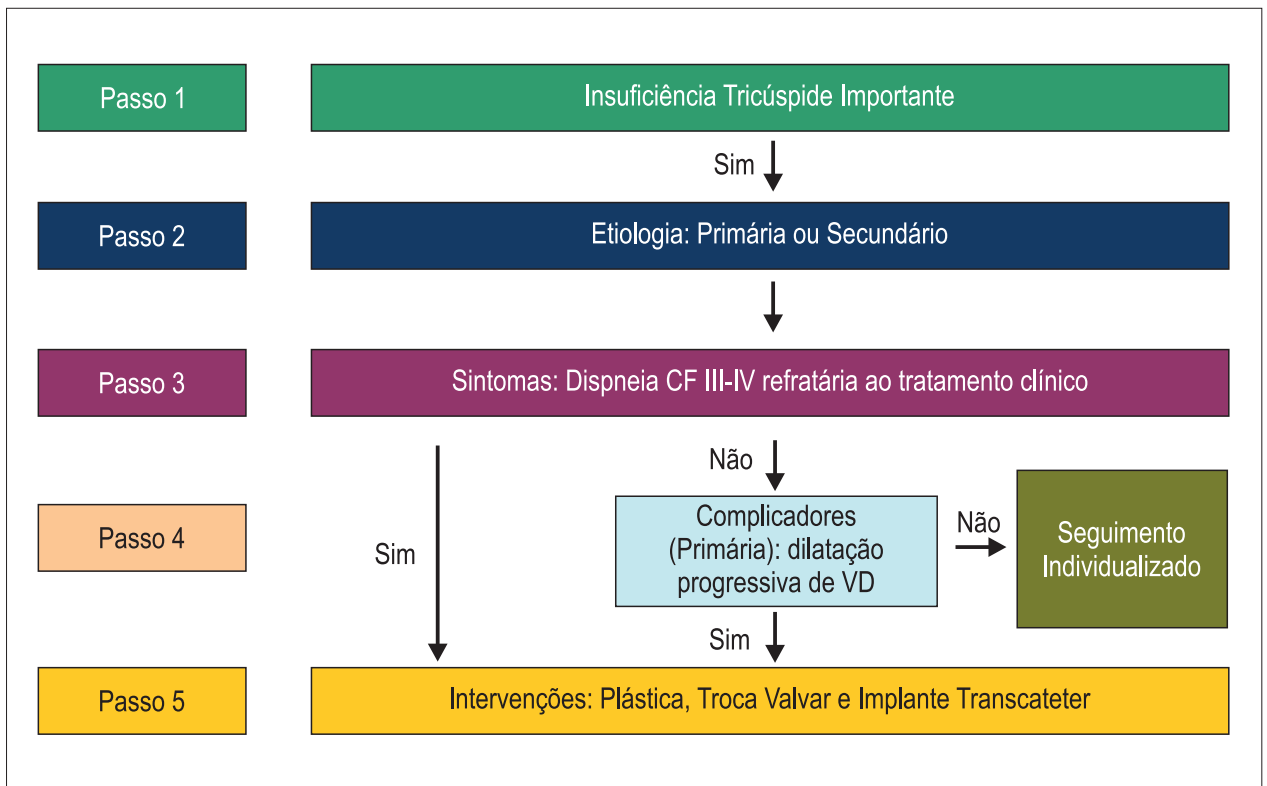 Passo 1
Insuficiência Tricúspide Importante
Sim
Passo 2
Etiologia: Primária ou Secundário
Passo 3
Sintomas: Dispneia CF III-IV refratária ao tratamento clínico
Não
Passo 4
Sim
Complicadores
(Primária): dilatação
progressiva de VD
Não
Seguimento
Individualizado
Sim
Passo 5
Intervenções: Plástica, Troca Valvar e Implante Transcateter